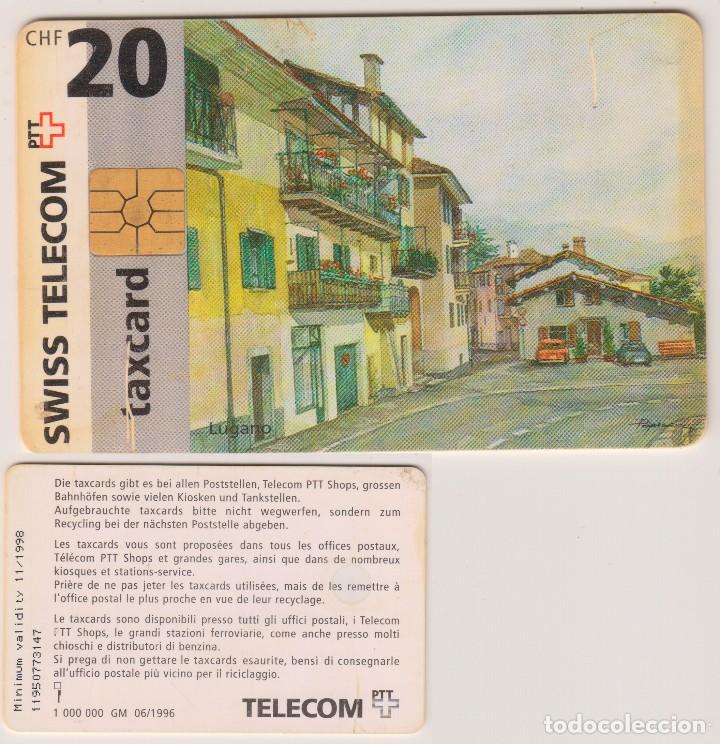 CHF 20
SWISS TELECOM PTT
taxcard
Lugano
Die taxcards gibt es bei allen Poststellen, Telecom PTT Shops, grossen
Bahnhöfen sowie vielen Kiosken und Tankstellen.
Aufgebrauchte taxcards bitte nicht wegwerfen, sondern zum
Recycling bei der nächsten Poststelle abgeben.
Les taxcards vous sont proposées dans tous les offices postaux,
Télécom PTT Shops et grandes gares, ainsi que dans de nombreux
kiosques et stations-service.
Prière de ne pas jeter les taxcards utilisées, mais de les remettre à
l'office postal le plus proche en vue de leur recyclage.
Le taxcards sono disponibili presso tutti gli uffici postali, i Telecom
PTT Shops, le grandi stazioni ferroviarie, come anche presso molti
chioschi e distributori di benzina.
Si prega di non gettare le taxcards esaurite, bensì di consegnarle
all'ufficio postale più vicino per il riciclaggio.
1 000 000 GM 06/1996
TELECOM PTT
Minimum validity 11/1998
11950773147
todocoleccion